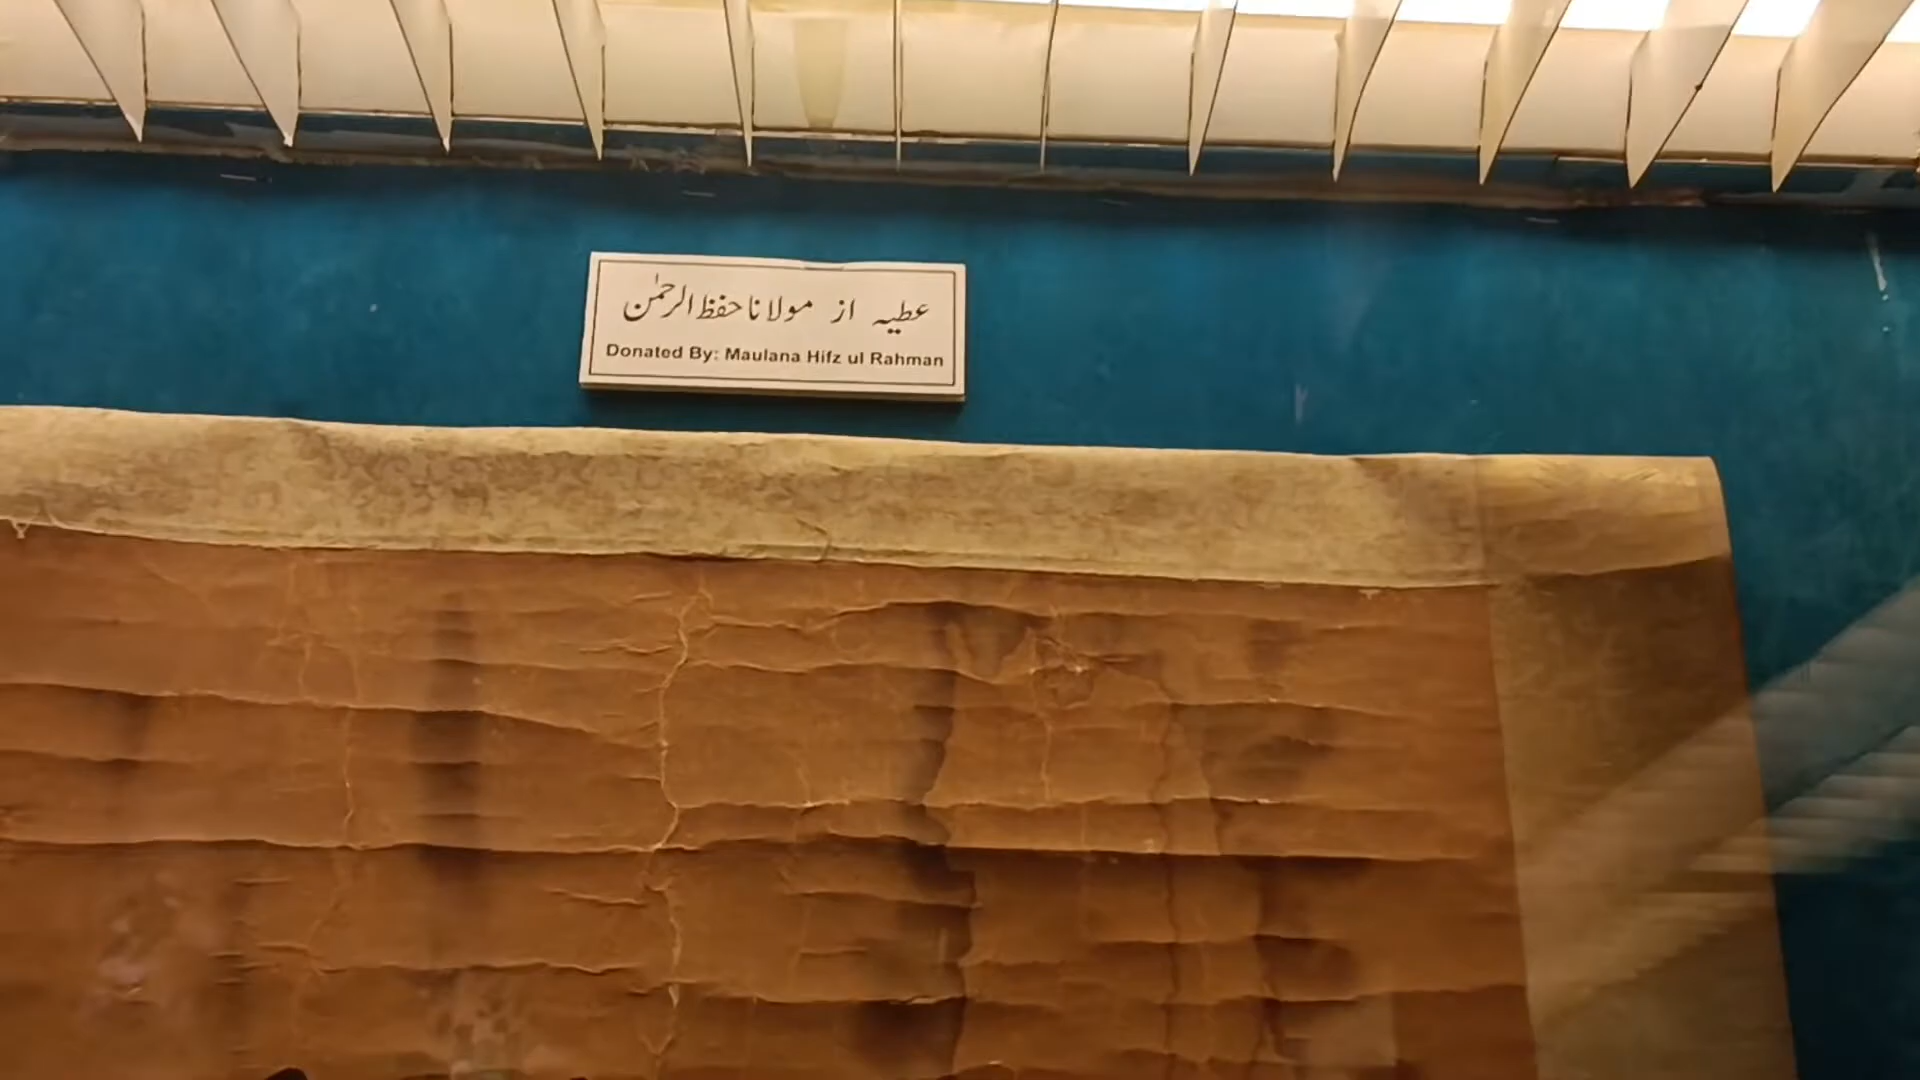 عطیہ از مولانا حفظ الرحمٰن
Donated By: Maulana Hifz ul Rahman